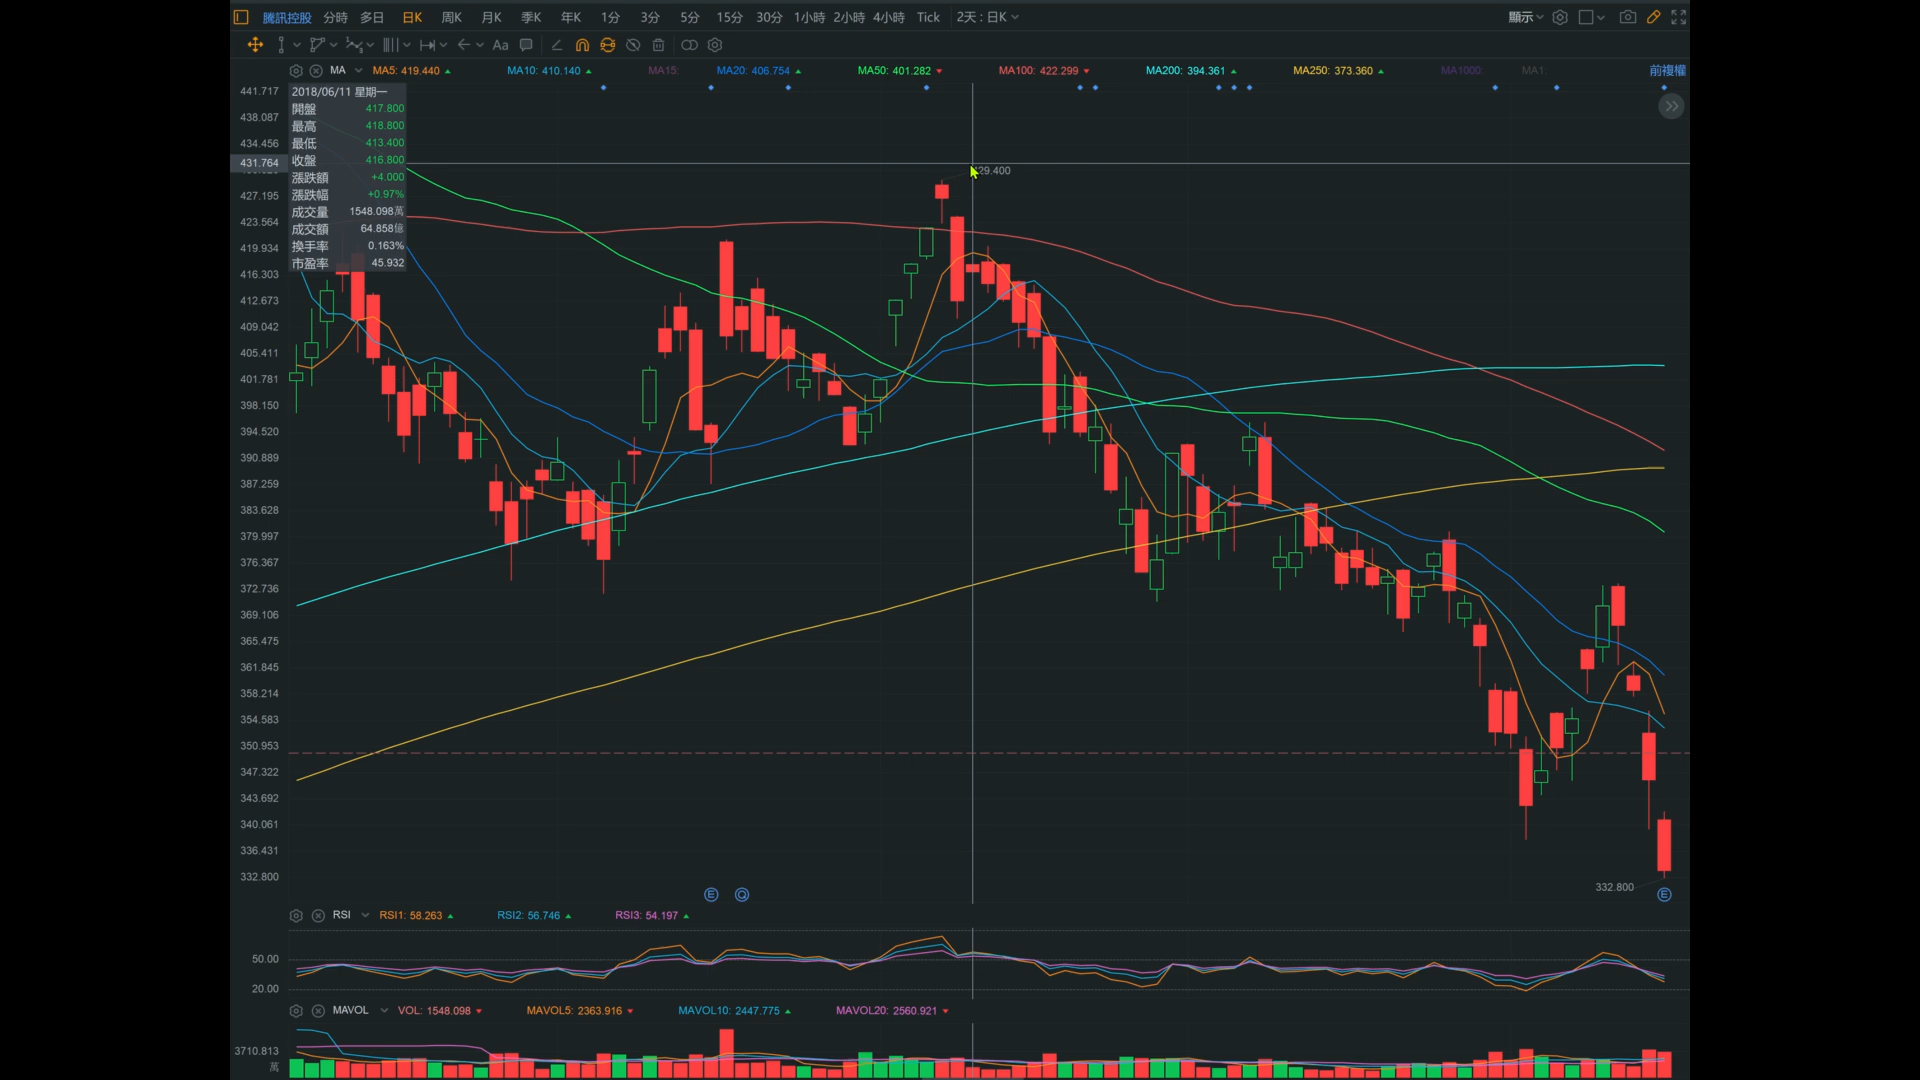 騰訊控股 分時 多日 日K 周K 月K 季K 年K 1分 3分 5分 15分 30分 1小時 2小時 4小時 Tick 2天 : 日K 顯示
Aa
MA MA5: 419.440 MA10: 410.140 MA15: MA20: 406.754 MA50: 401.282 MA100: 422.299 MA200: 394.361 MA250: 373.360 MA1000: MA1: 前複權
441.717
438.087
434.456
431.764
427.195
423.564
419.934
416.303
412.673
409.042
405.411
401.781
398.150
394.520
390.889
387.259
383.628
379.997
376.367
372.736
369.106
365.475
361.845
358.214
354.583
350.953
347.322
343.692
340.061
336.431
332.800
2018/06/11 星期一
開盤 417.800
最高 418.800
最低 413.400
收盤 416.800
漲跌額 +4.000
漲跌幅 +0.97%
成交量 1548.098萬
成交額 64.858億
換手率 0.163%
市盈率 45.932
29.400
332.800
E Q E
RSI RSI1: 58.263 RSI2: 56.746 RSI3: 54.197
50.00
20.00
MAVOL VOL: 1548.098 MAVOL5: 2363.916 MAVOL10: 2447.775 MAVOL20: 2560.921
3710.813
萬